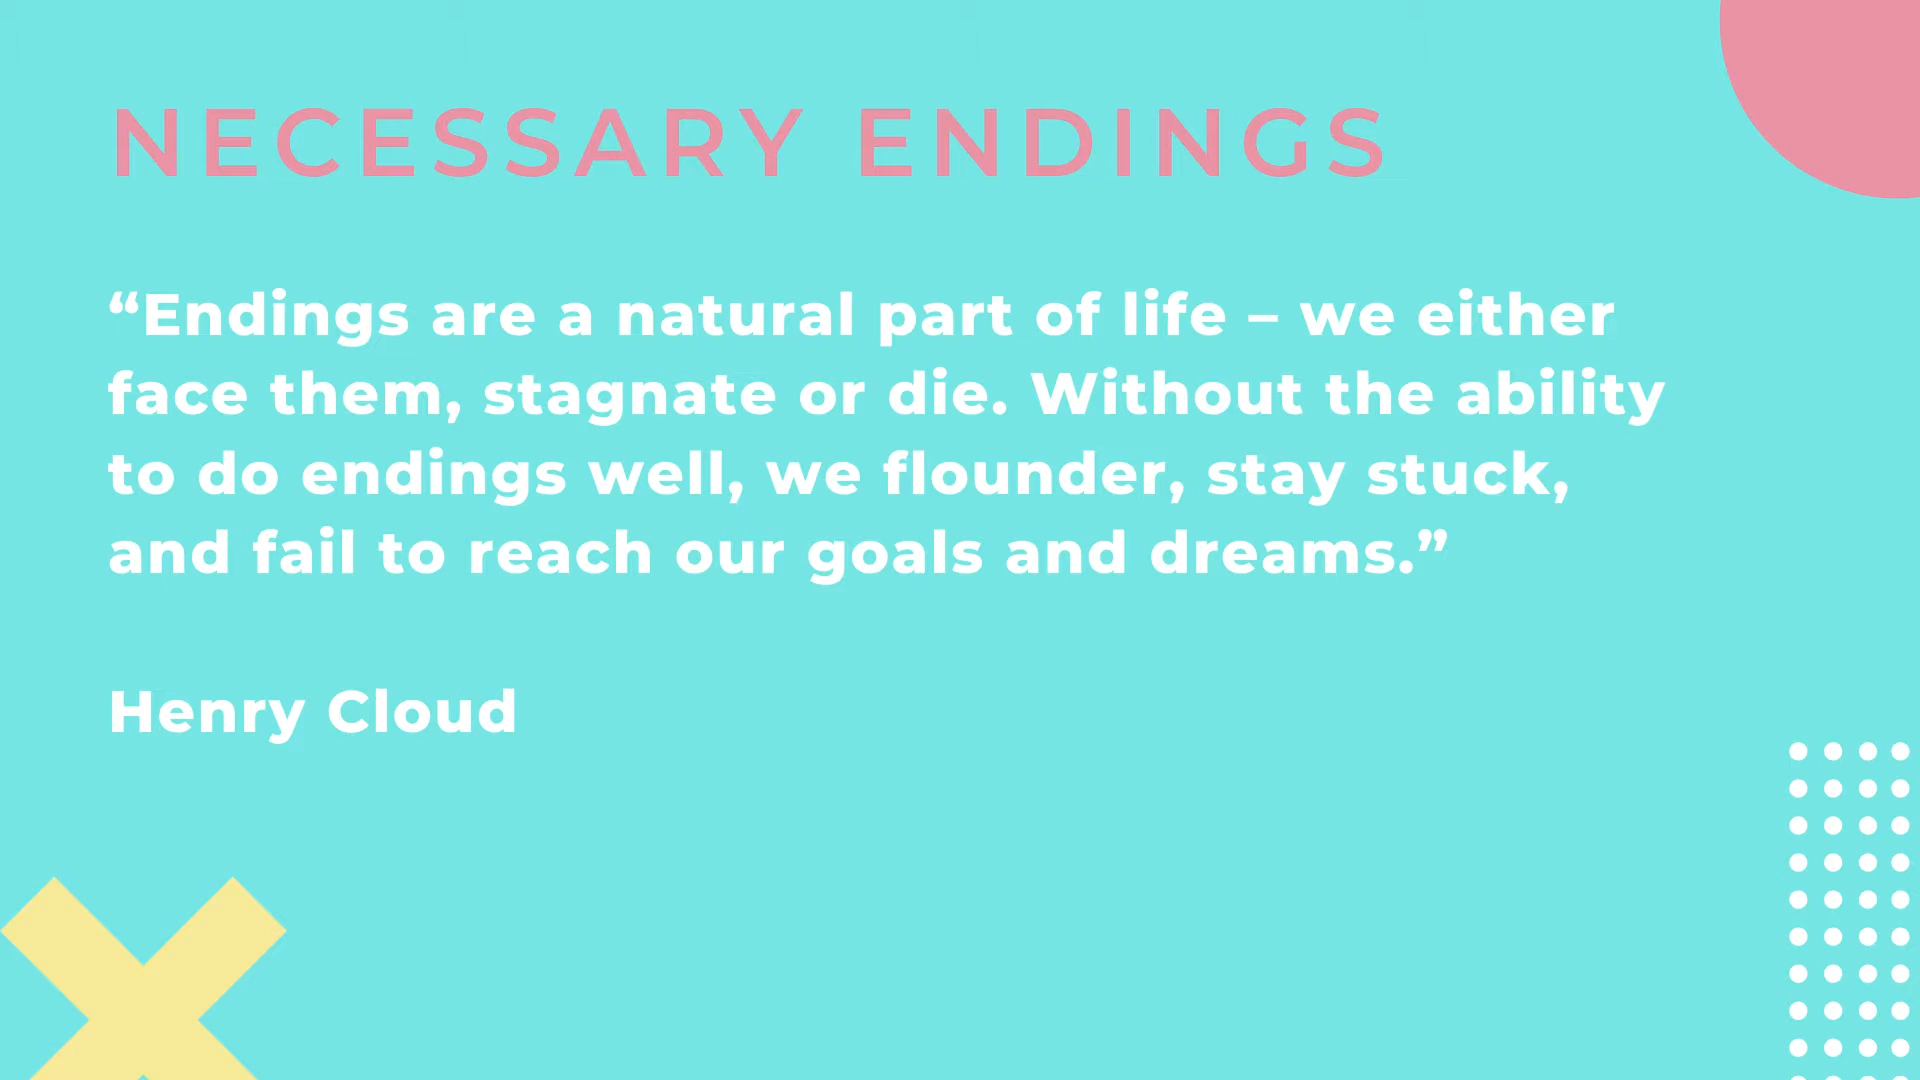 NECESSARY ENDINGS
“Endings are a natural part of life – we either
face them, stagnate or die. Without the ability
to do endings well, we flounder, stay stuck,
and fail to reach our goals and dreams.”
Henry Cloud